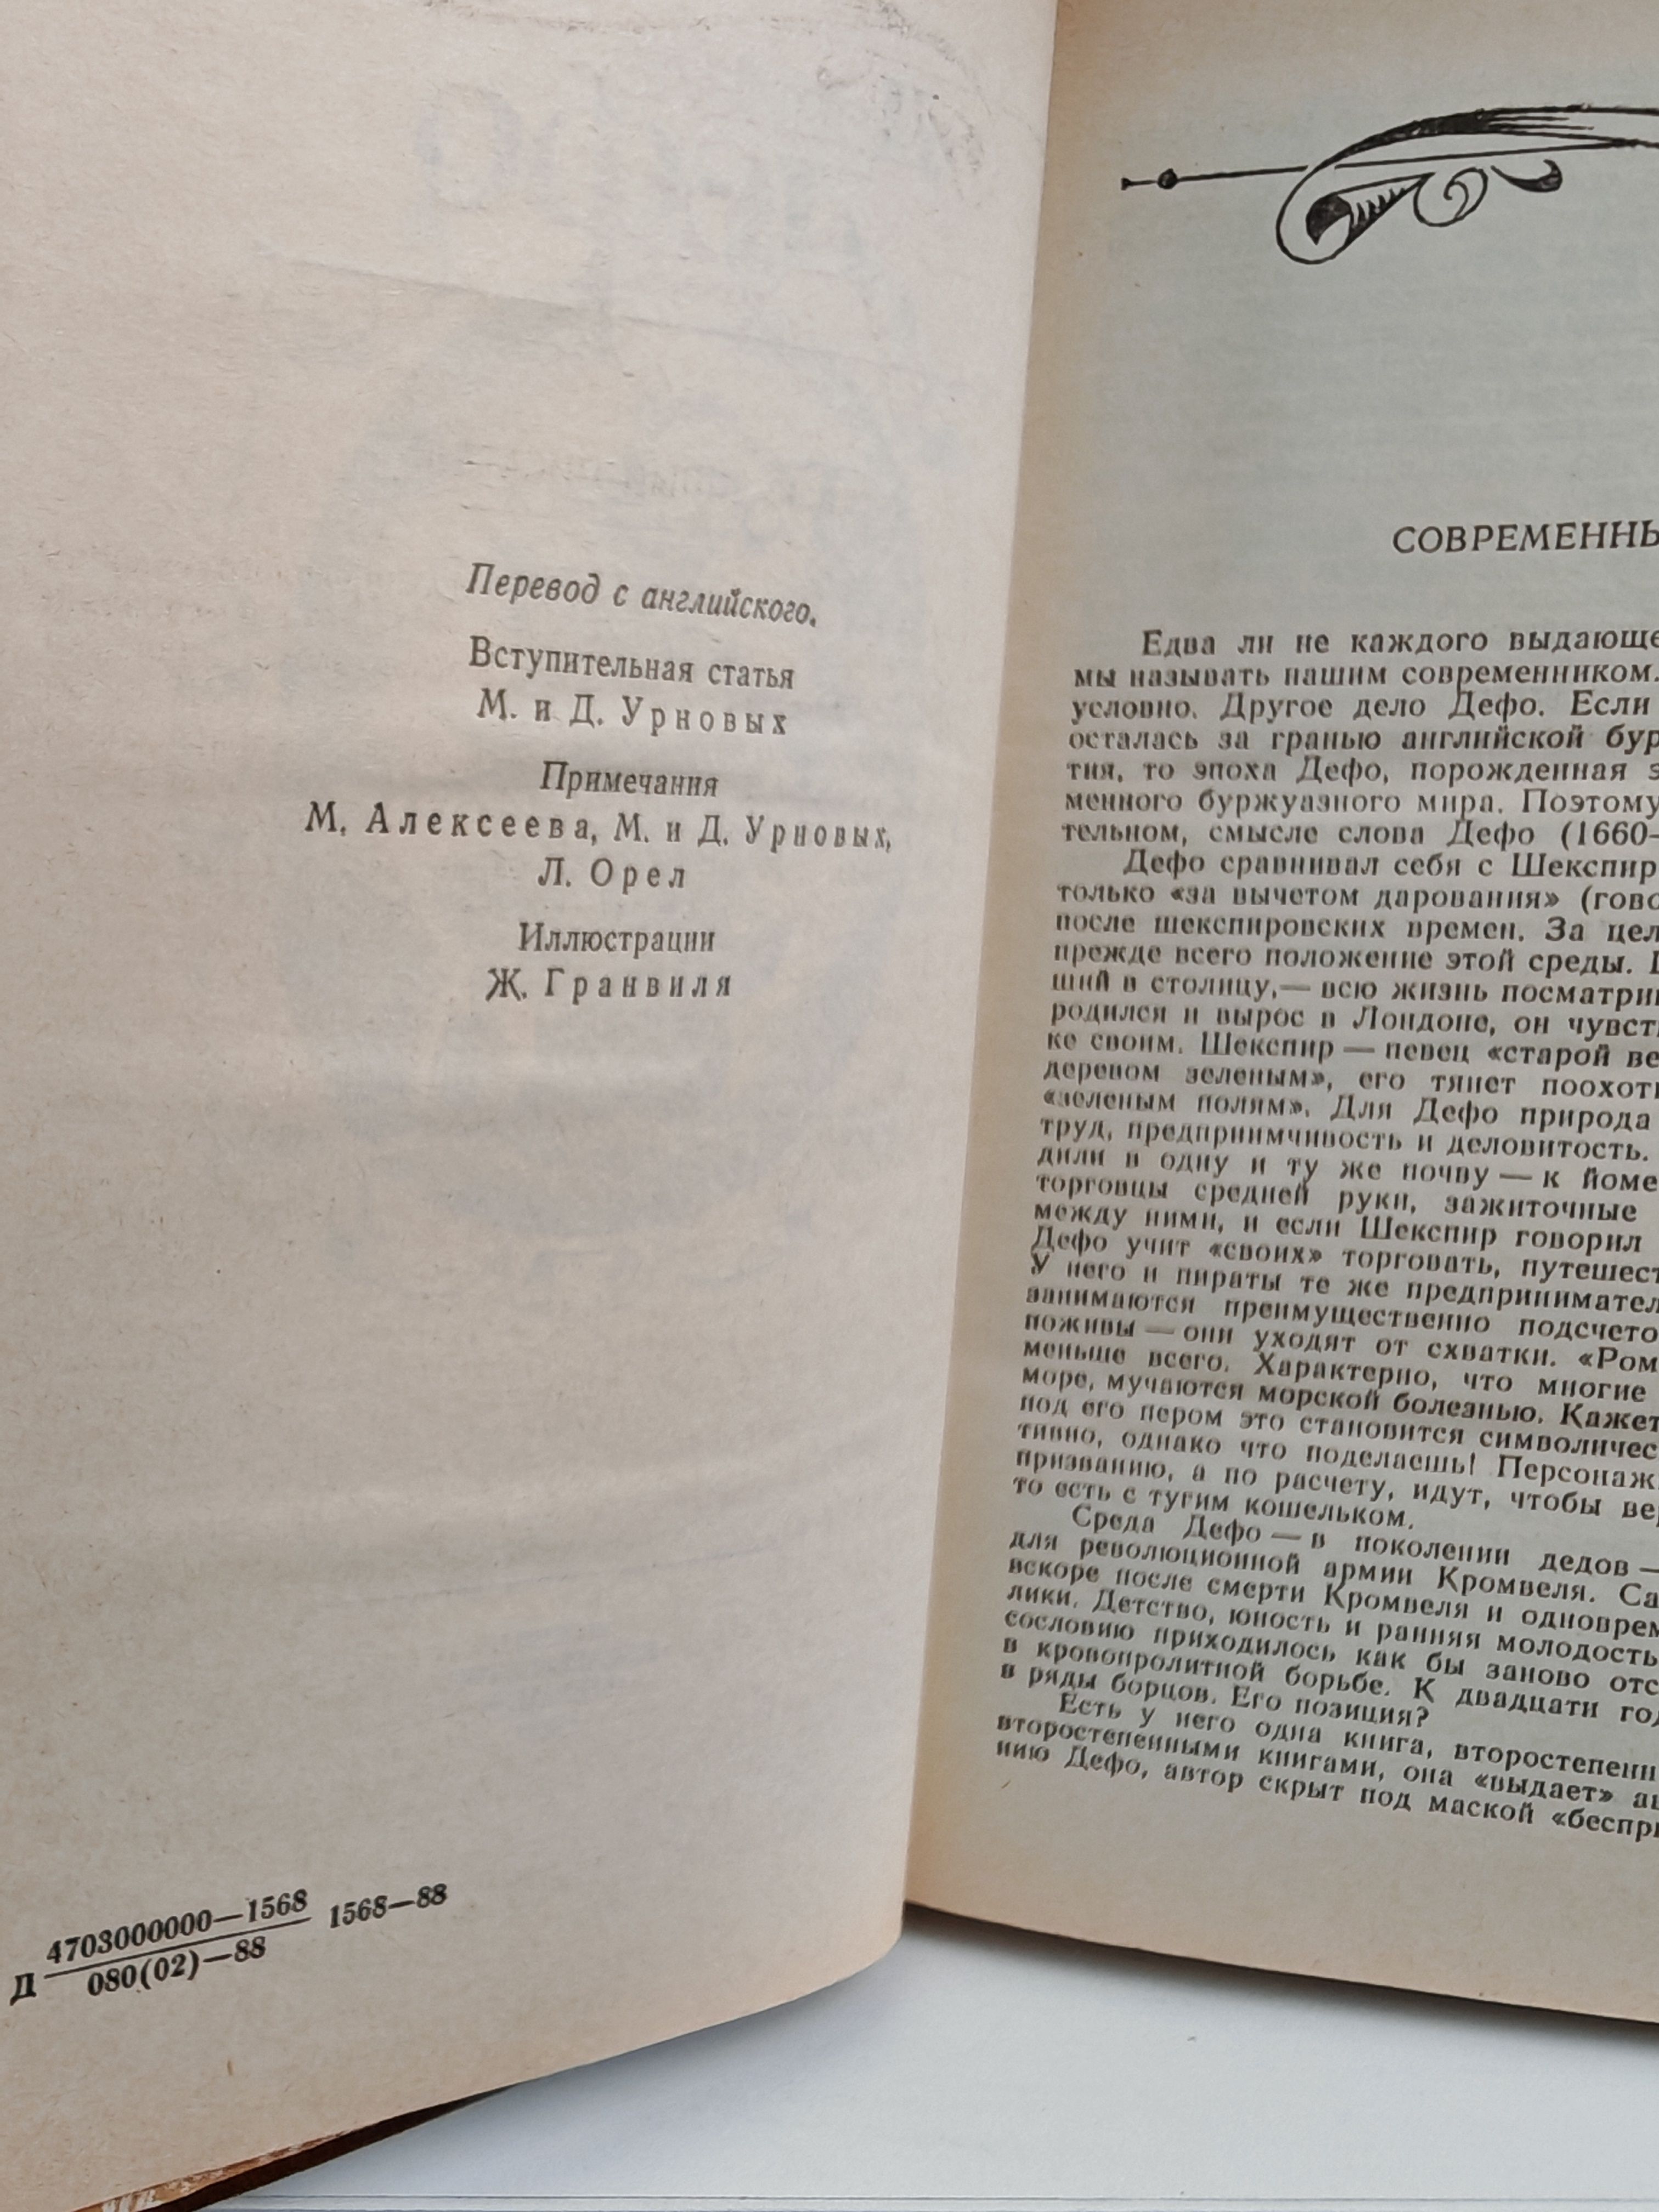 Перевод с английского.
Вступительная статья
М. и Д. Урновых
Примечания
М. Алексеева, М. и Д. Урновых,
Л. Орел
Иллюстрации
Ж. Гранвиля
4703000000—1568
Д 1568—88
080(02)—88
СОВРЕМЕННЫ
Едва ли не каждого выдающе
мы называть нашим современником.
условно. Другое дело Дефо. Если
осталась за гранью английской бур
тия, то эпоха Дефо, порожденная э
менного буржуазного мира. Поэтому
тельном, смысле слова Дефо (1660—
Дефо сравнивал себя с Шекспир
только «за вычетом дарования» (гово
после шекспировских времен. За цел
прежде всего положение этой среды.
ший в столицу,— всю жизнь посматри
родился и вырос в Лондоне, он чувст
ке своим. Шекспир — певец «старой ве
деревом зеленым», его тянет поохот
«зеленым полям». Для Дефо природа
труд, предприимчивость и деловитость.
дили в одну и ту же почву — к йоме
торговцы средней руки, зажиточные
между ними, и если Шекспир говорил
Дефо учит «своих» торговать, путешест
У него и пираты те же предпринимател
занимаются преимущественно подсчето
поживы — они уходят от схватки. «Ром
меньше всего. Характерно, что многие
море, мучаются морской болезнью. Кажет
под его пером это становится символичес
тивно, однако что поделаешь! Персонаж
призванию, а по расчету, идут, чтобы ве
то есть с тугим кошельком.
Среда Дефо — в поколении дедов —
для революционной армии Кромвеля. Са
вскоре после смерти Кромвеля и одноврем
лики. Детство, юность и ранняя молодость
сословию приходилось как бы заново отс
в кровопролитной борьбе. К двадцати год
в ряды борцов. Его позиция?
Есть у него одна книга, второстепенн
второстепенными книгами, она «выдает» а
нию Дефо, автор скрыт под маской «беспр